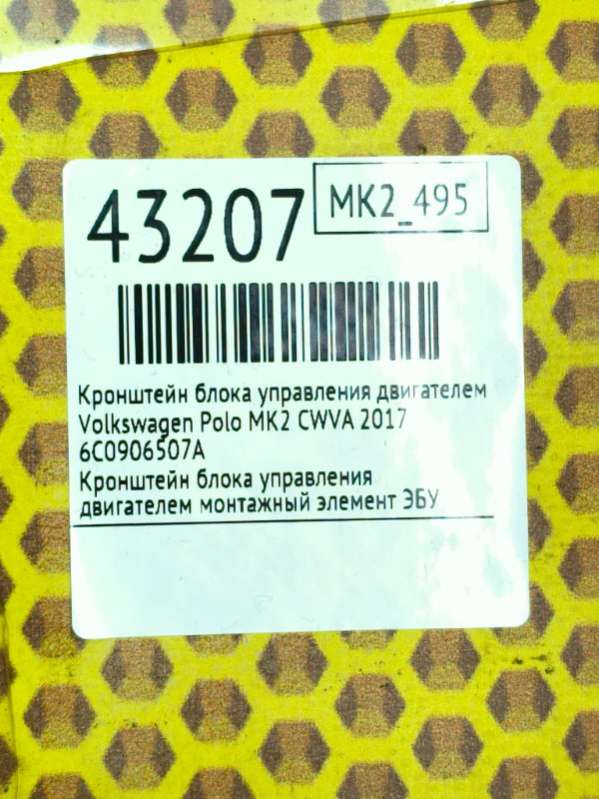 43207
MK2_495
Кронштейн блока управления двигателем
Volkswagen Polo MK2 CWVA 2017
6C0906507A
Кронштейн блока управления
двигателем монтажный элемент ЭБУ